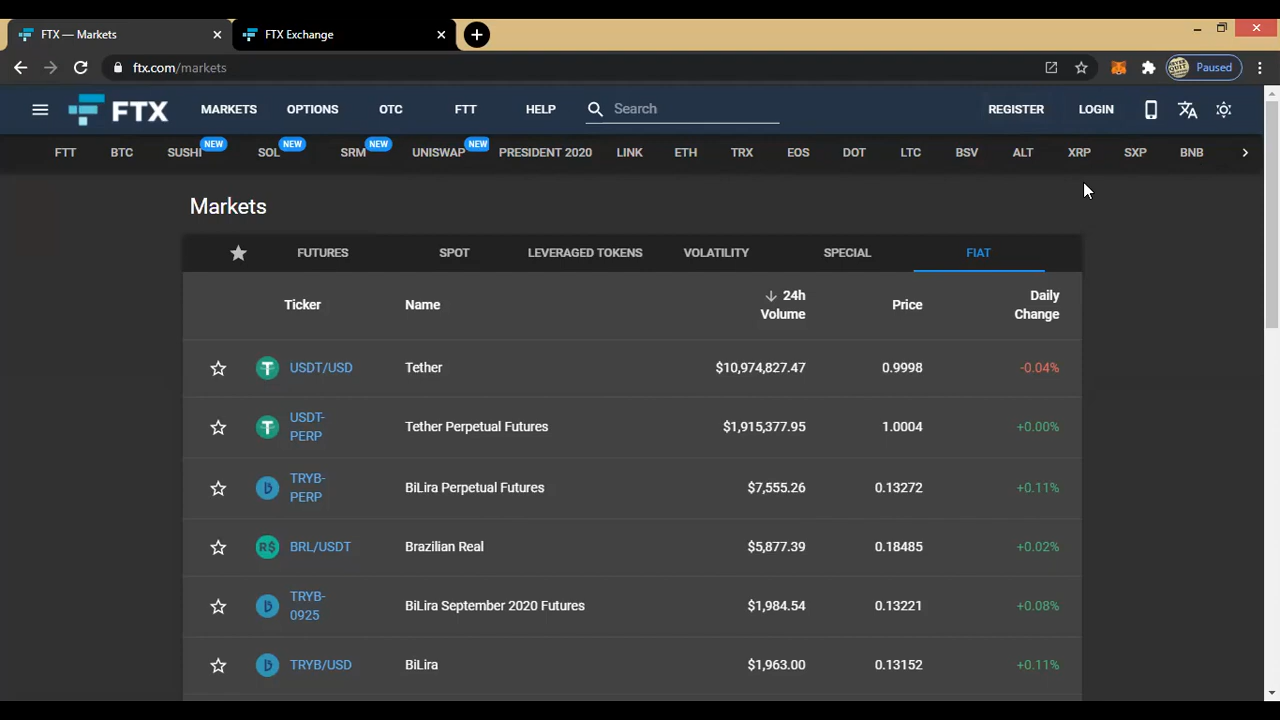 FTX — Markets
FTX Exchange
ftx.com/markets
Paused
FTX MARKETS OPTIONS OTC FTT HELP Search REGISTER LOGIN
FTT BTC SUSHI NEW SOL NEW SRM NEW UNISWAP NEW PRESIDENT 2020 LINK ETH TRX EOS DOT LTC BSV ALT XRP SXP BNB
Markets
FUTURES SPOT LEVERAGED TOKENS VOLATILITY SPECIAL FIAT
Ticker Name 24h Volume Price Daily Change
USDT/USD Tether $10,974,827.47 0.9998 -0.04%
USDT-PERP Tether Perpetual Futures $1,915,377.95 1.0004 +0.00%
TRYB-PERP BiLira Perpetual Futures $7,555.26 0.13272 +0.11%
R$ BRL/USDT Brazilian Real $5,877.39 0.18485 +0.02%
TRYB-0925 BiLira September 2020 Futures $1,984.54 0.13221 +0.08%
TRYB/USD BiLira $1,963.00 0.13152 +0.11%